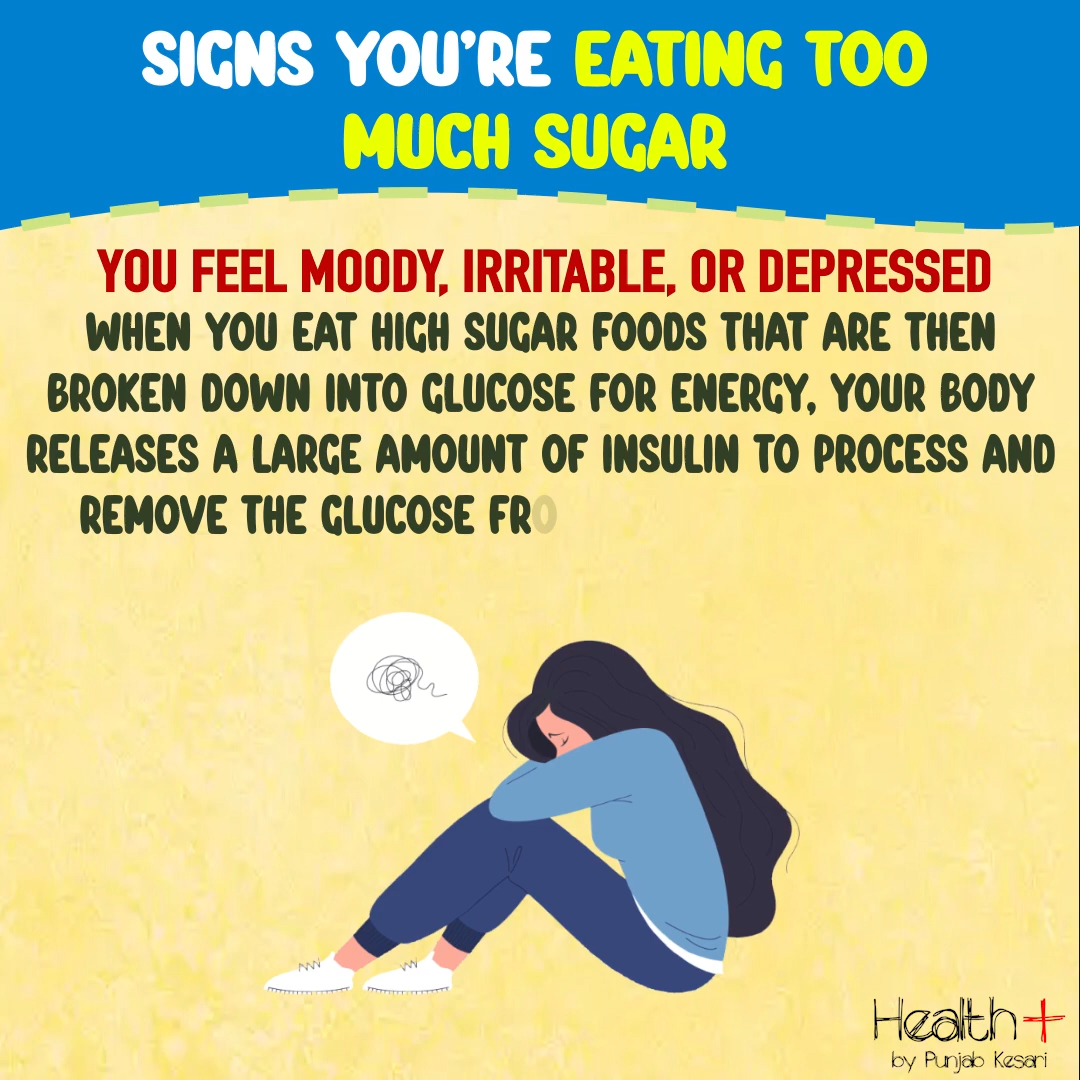 SIGNS YOU'RE EATING TOO
MUCH SUGAR
YOU FEEL MOODY, IRRITABLE, OR DEPRESSED
WHEN YOU EAT HIGH SUGAR FOODS THAT ARE THEN
BROKEN DOWN INTO GLUCOSE FOR ENERGY, YOUR BODY
RELEASES A LARGE AMOUNT OF INSULIN TO PROCESS AND
REMOVE THE GLUCOSE FRO
Health+
by Punjab Kesari